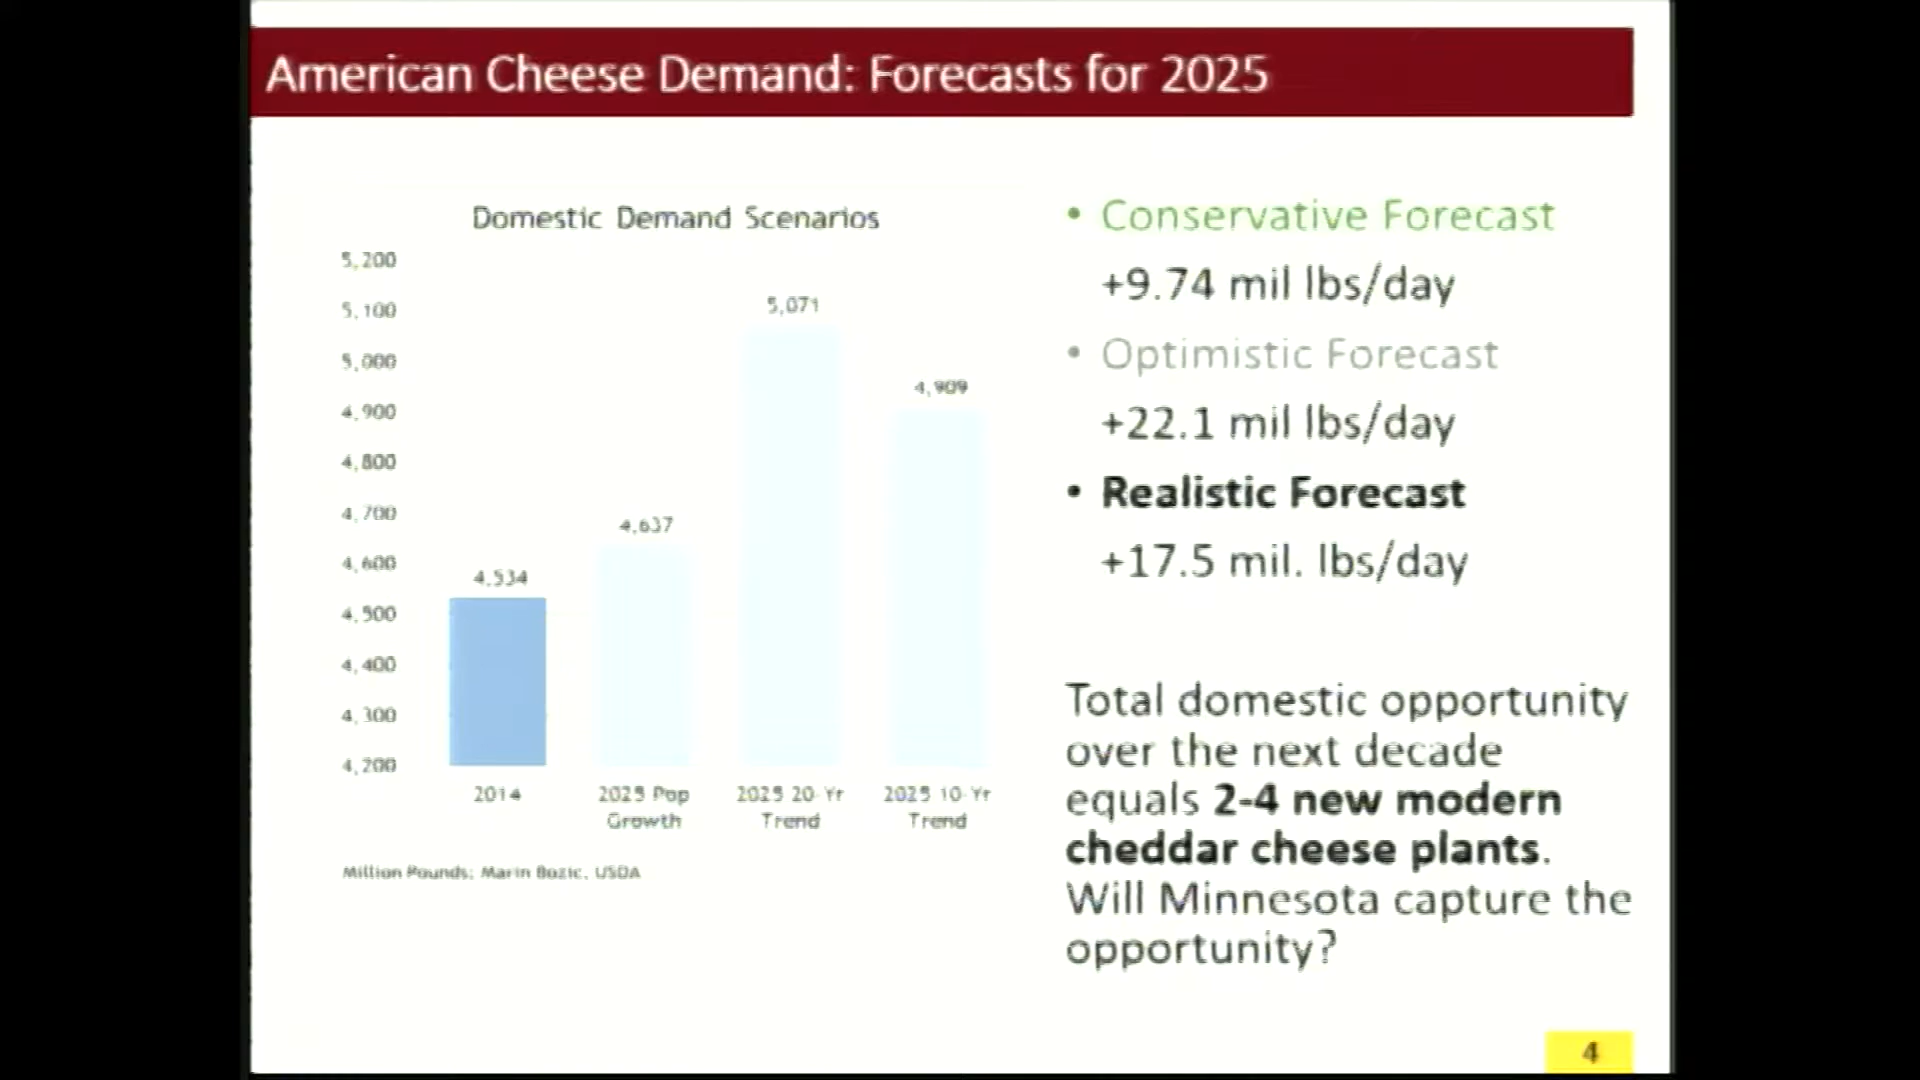 American Cheese Demand: Forecasts for 2025
Domestic Demand Scenarios
5,200
5,100
5,000
4,900
4,800
4,700
4,600
4,500
4,400
4,300
4,200
4,534
4,637
5,071
4,909
2014
2025 Pop
Growth
2025 20-Yr
Trend
2025 10-Yr
Trend
Million Pounds; Marin Bozic, USDA
• Conservative Forecast
+9.74 mil lbs/day
• Optimistic Forecast
+22.1 mil lbs/day
• Realistic Forecast
+17.5 mil. lbs/day
Total domestic opportunity
over the next decade
equals 2-4 new modern
cheddar cheese plants.
Will Minnesota capture the
opportunity?
4